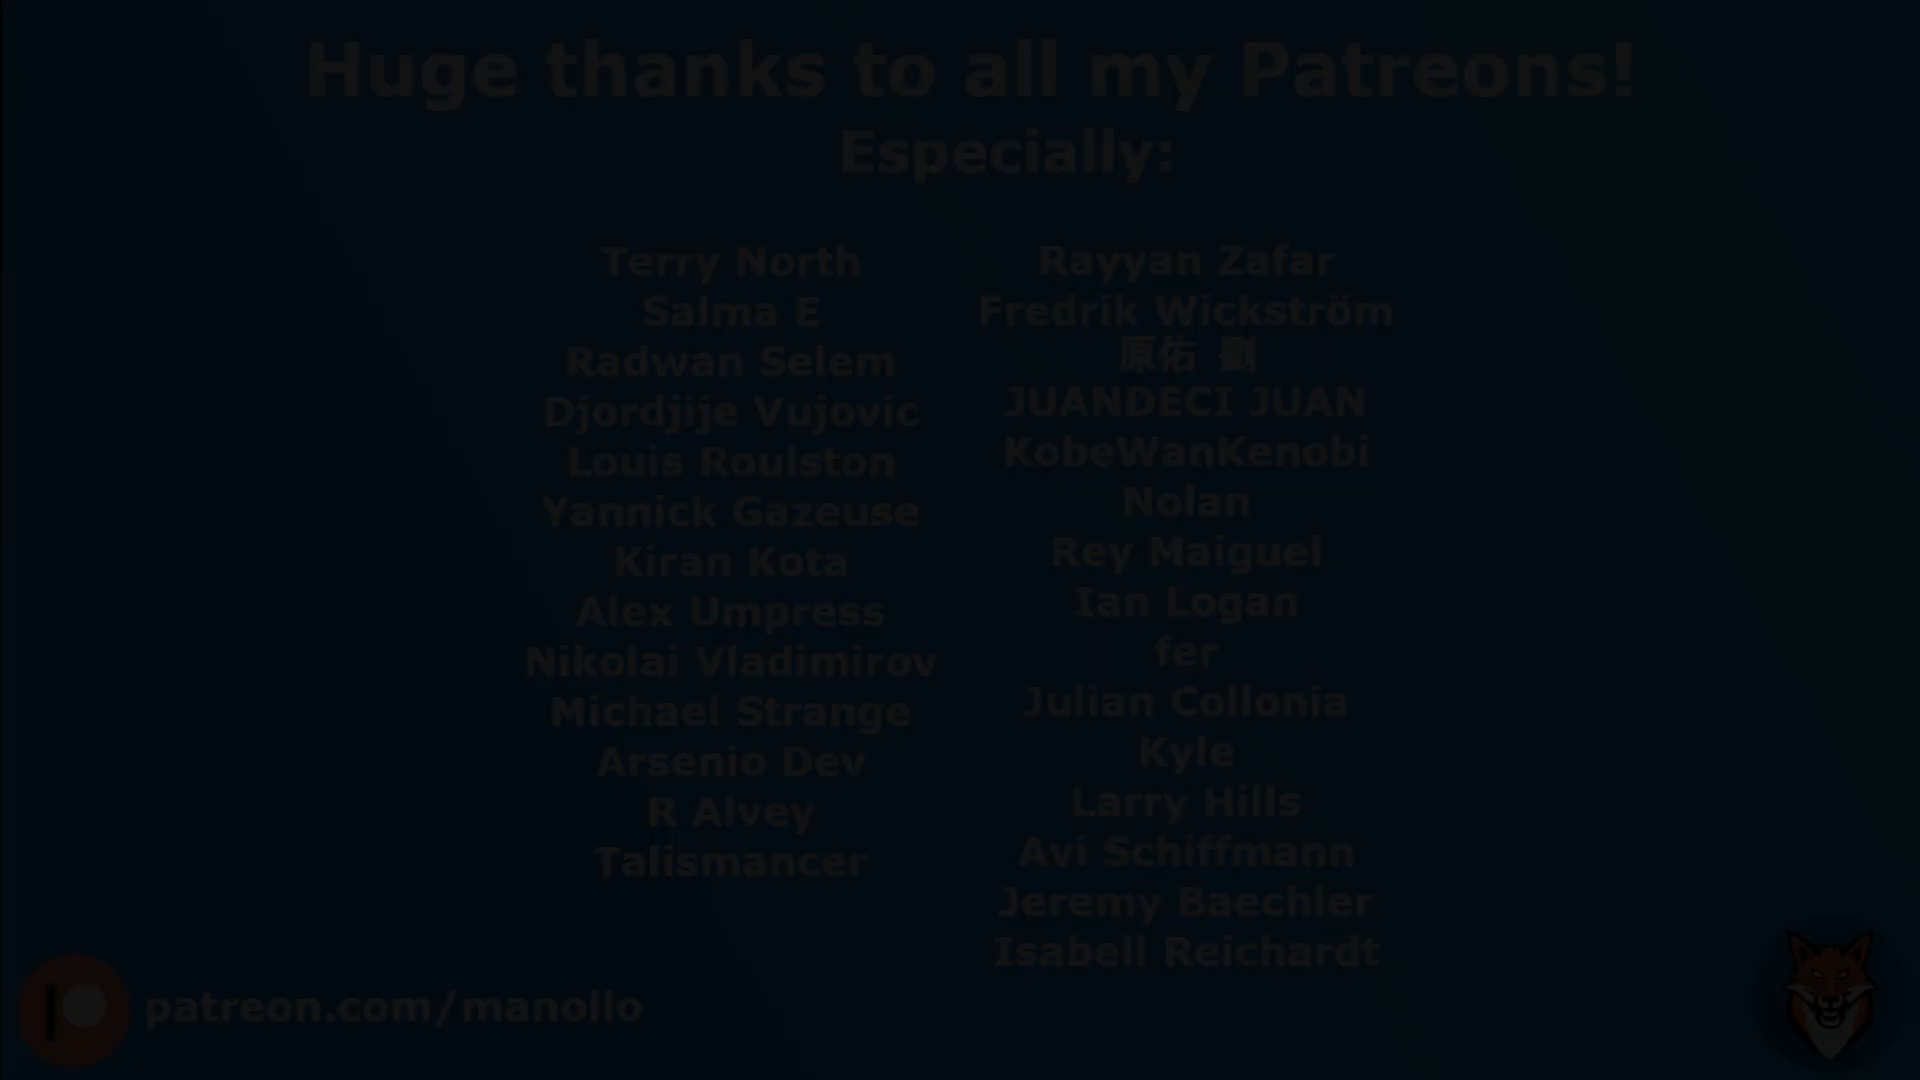 Huge thanks to all my Patreons!
Especially:
Terry North
Salma E
Radwan Selem
Djordjije Vujovic
Louis Roulston
Yannick Gazeuse
Kiran Kota
Alex Umpress
Nikolai Vladimirov
Michael Strange
Arsenio Dev
R Alvey
Talismancer
Rayyan Zafar
Fredrik Wickström
原佑 劉
JUANDECI JUAN
KobeWanKenobi
Nolan
Rey Maiguel
Ian Logan
fer
Julian Collonia
Kyle
Larry Hills
Avi Schiffmann
Jeremy Baechler
Isabell Reichardt
patreon.com/manollo